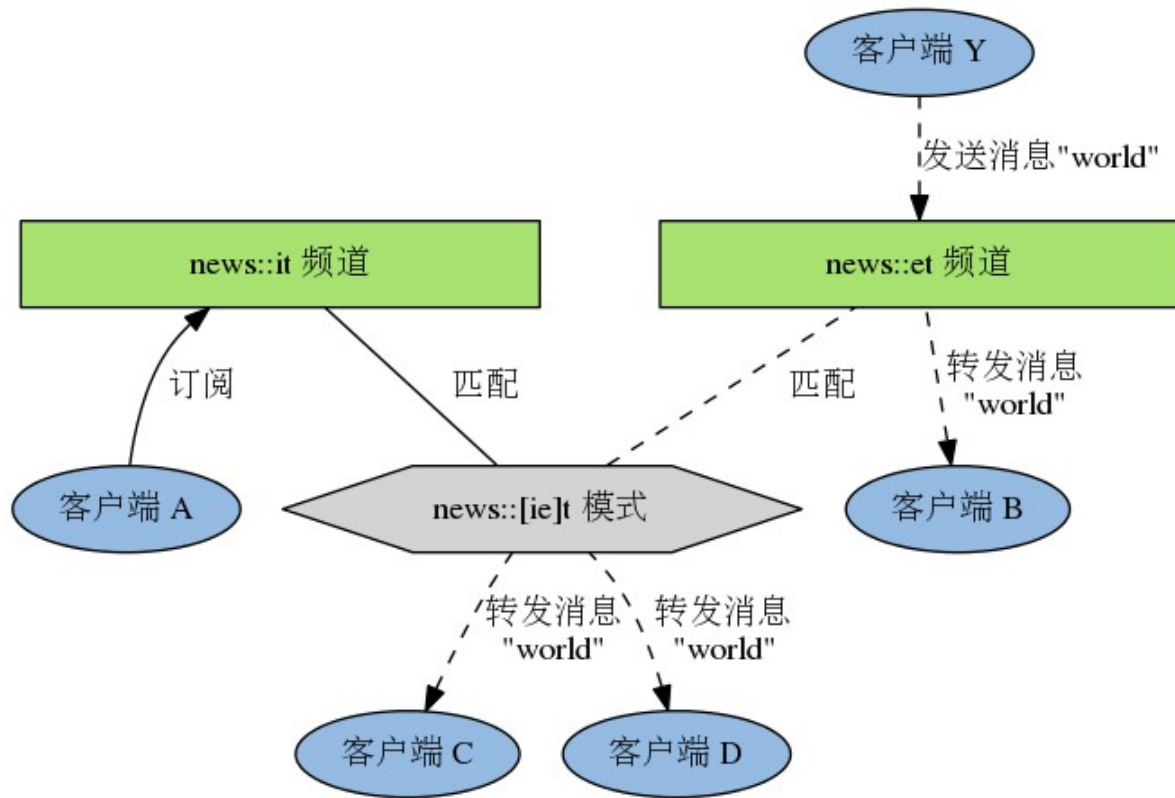 客户端 Y
发送消息"world"
news::it 频道
news::et 频道
订阅
匹配
匹配
转发消息
"world"
客户端 A
news::[ie]t 模式
客户端 B
转发消息
"world"
转发消息
"world"
客户端 C
客户端 D